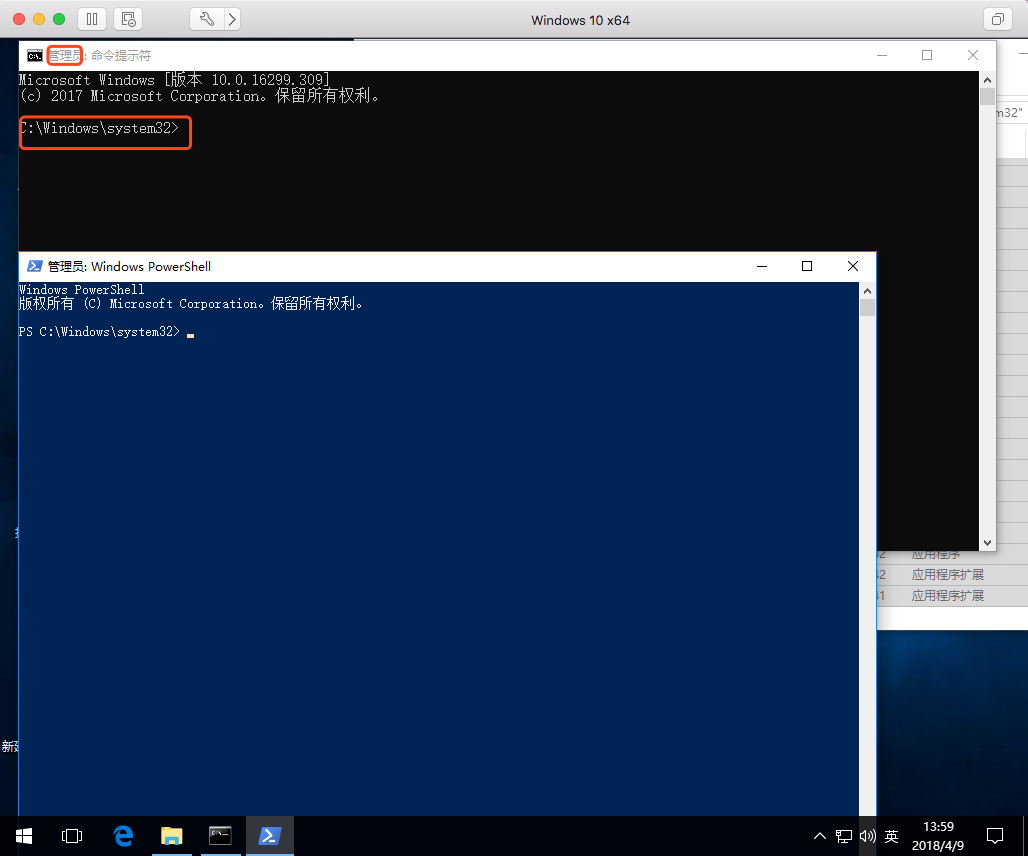 Windows 10 x64
管理员: 命令提示符
Microsoft Windows [版本 10.0.16299.309]
(c) 2017 Microsoft Corporation。保留所有权利。
C:\Windows\system32>
m32"
管理员: Windows PowerShell
Windows PowerShell
版权所有 (C) Microsoft Corporation。保留所有权利。
PS C:\Windows\system32>
应用程序
42 应用程序扩展
41 应用程序扩展
新建
英
13:59
2018/4/9